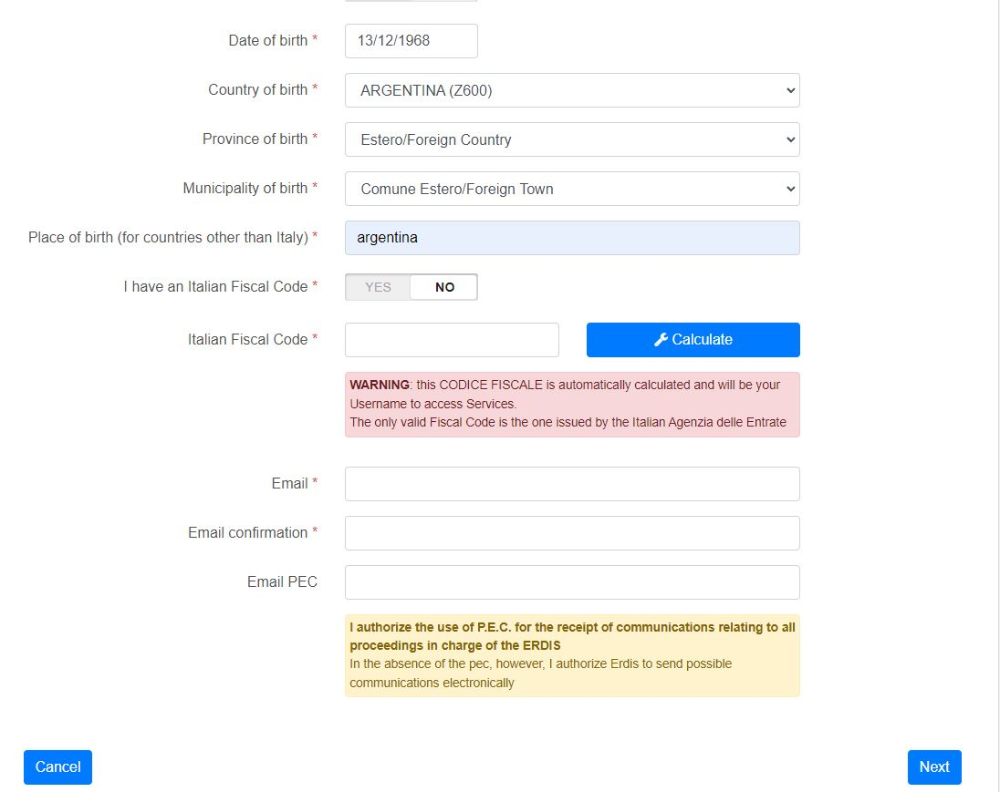 Date of birth * 13/12/1968
Country of birth * ARGENTINA (Z600)
Province of birth * Estero/Foreign Country
Municipality of birth * Comune Estero/Foreign Town
Place of birth (for countries other than Italy) * argentina
I have an Italian Fiscal Code * YES NO
Italian Fiscal Code * Calculate
WARNING: this CODICE FISCALE is automatically calculated and will be your
Username to access Services.
The only valid Fiscal Code is the one issued by the Italian Agenzia delle Entrate
Email *
Email confirmation *
Email PEC
I authorize the use of P.E.C. for the receipt of communications relating to all
proceedings in charge of the ERDIS
In the absence of the pec, however, I authorize Erdis to send possible
communications electronically
Cancel Next